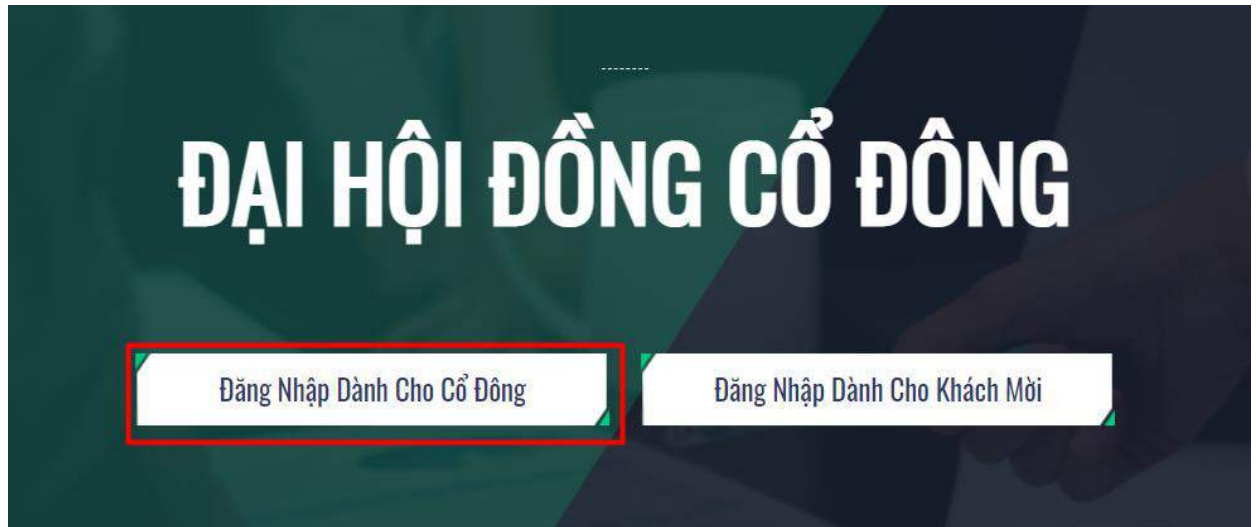 ĐẠI HỘI ĐỒNG CỔ ĐÔNG
Đăng Nhập Dành Cho Cổ Đông
Đăng Nhập Dành Cho Khách Mời